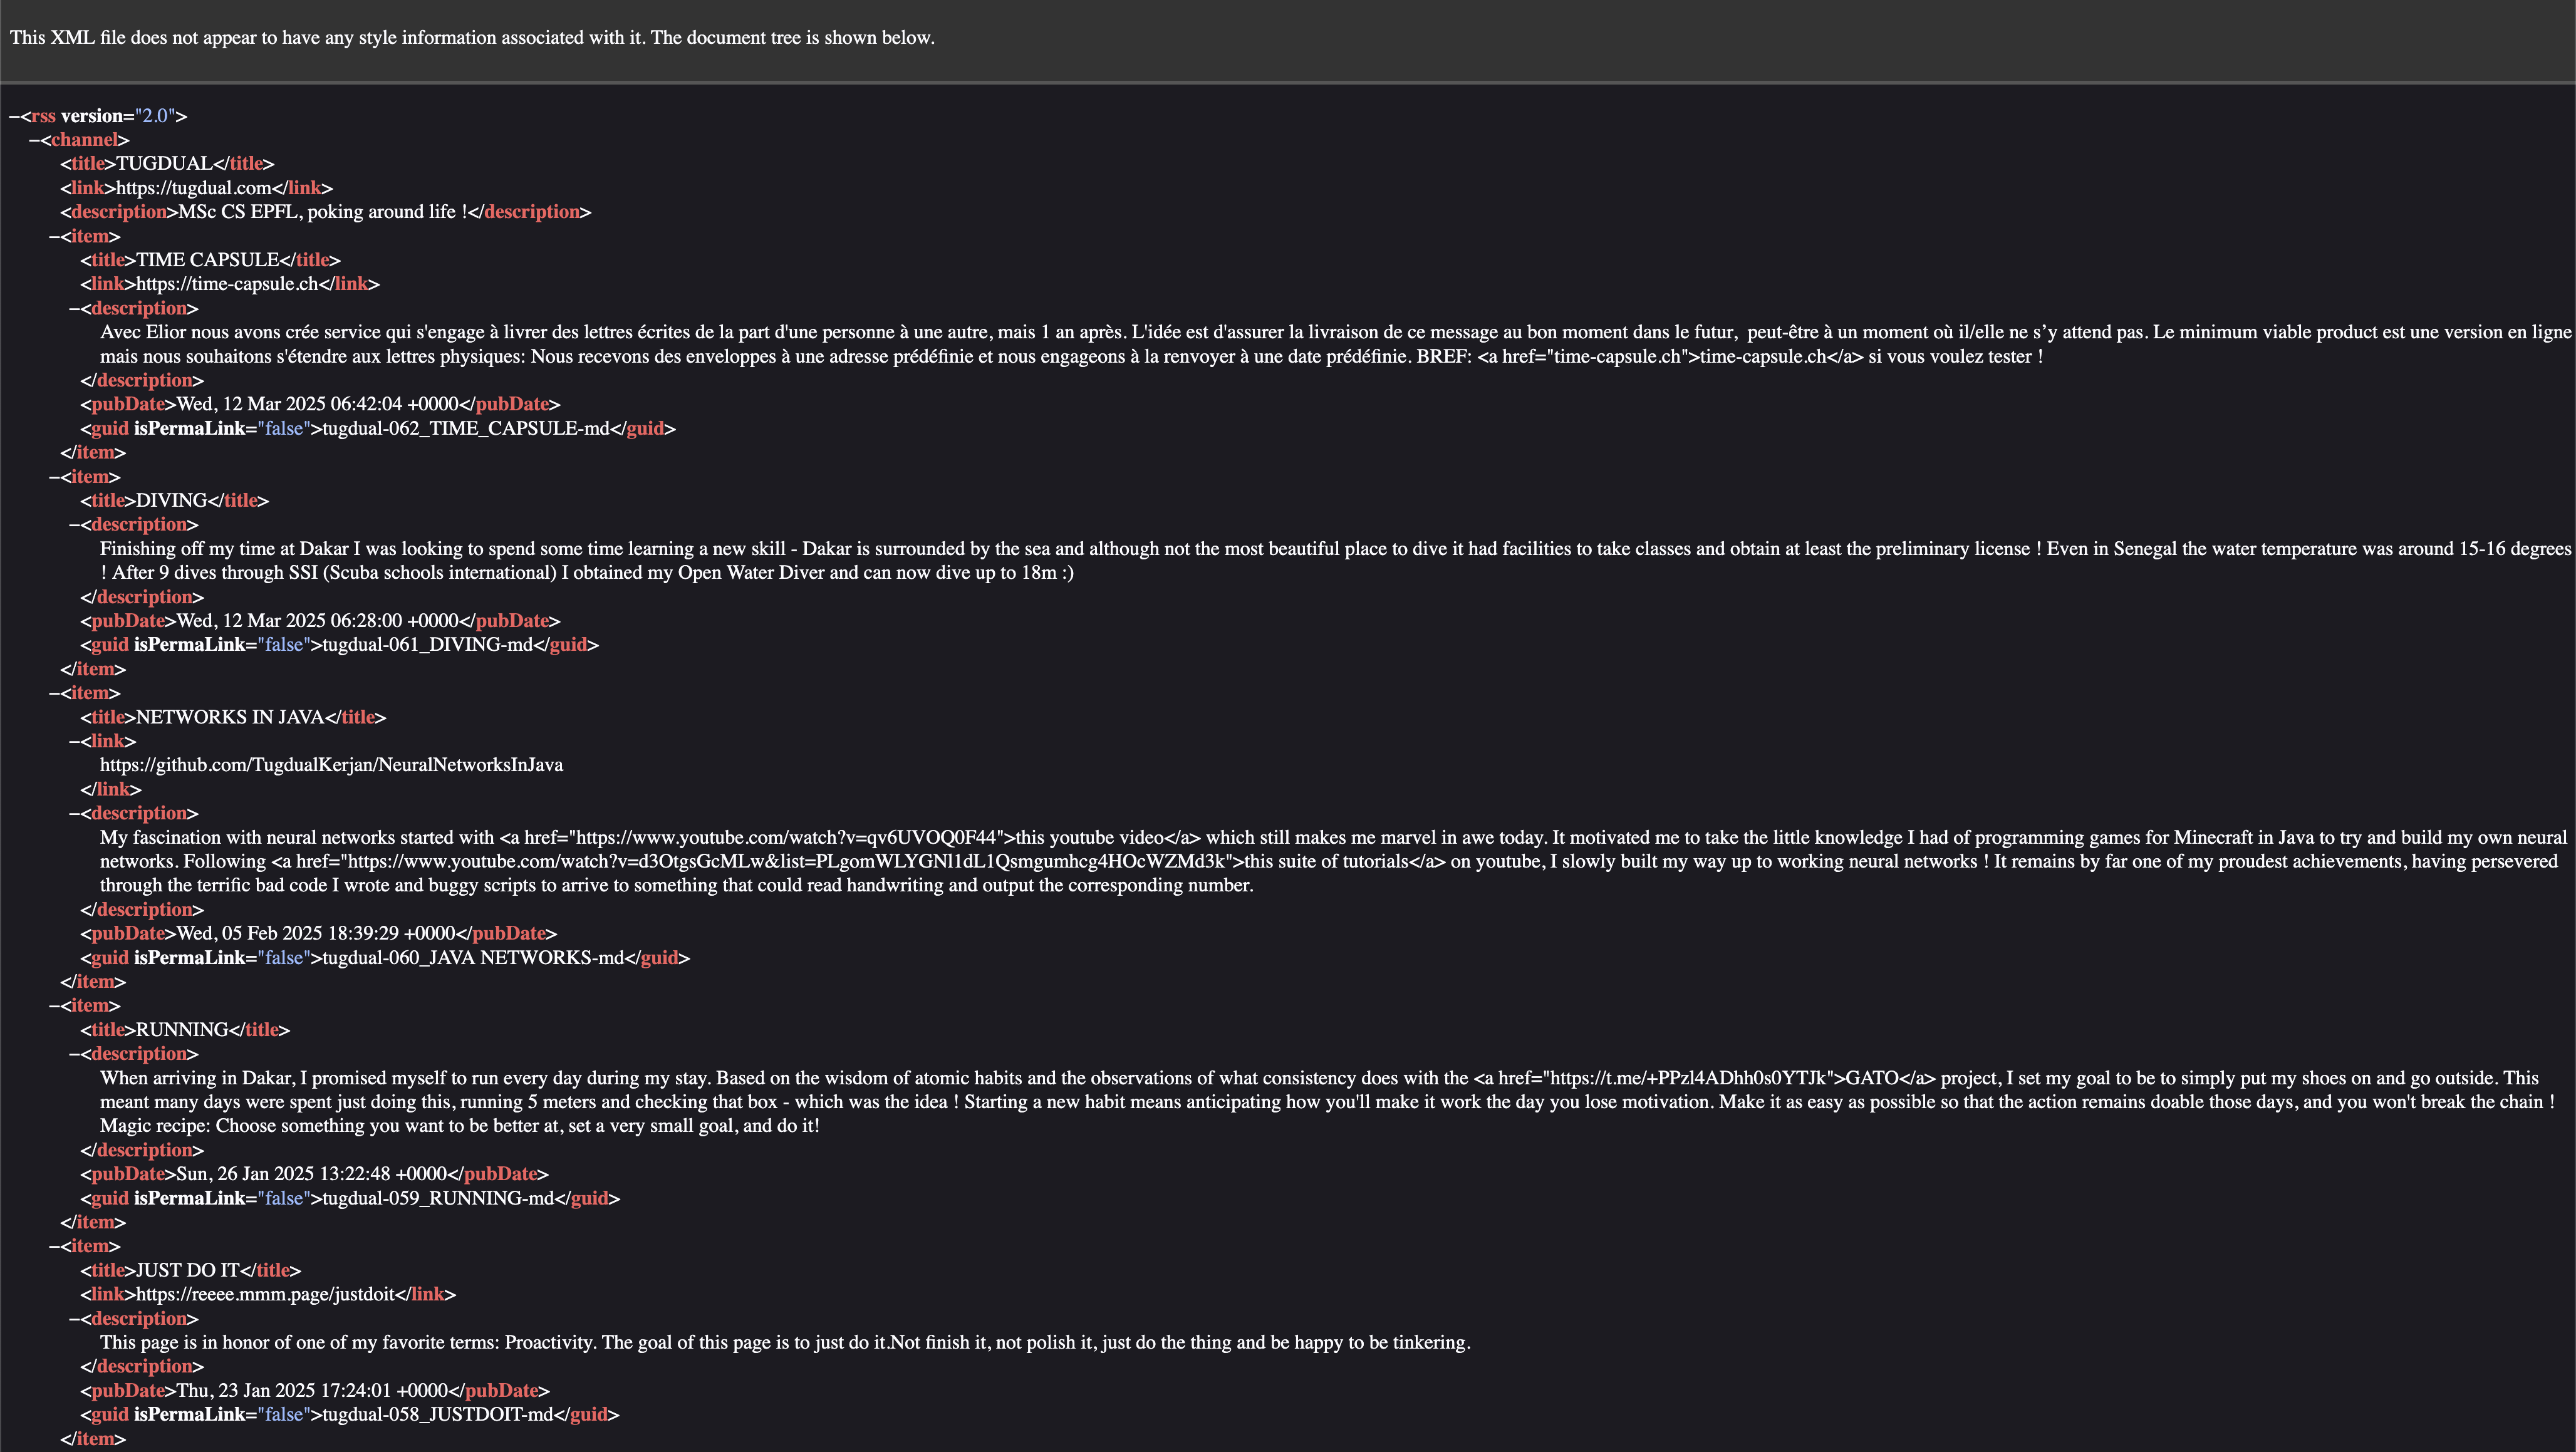 This XML file does not appear to have any style information associated with it. The document tree is shown below.
–<rss version="2.0">
–<channel>
<title>TUGDUAL</title>
<link>https://tugdual.com</link>
<description>MSc CS EPFL, poking around life !</description>
–<item>
<title>TIME CAPSULE</title>
<link>https://time-capsule.ch</link>
–<description>
Avec Elior nous avons crée service qui s'engage à livrer des lettres écrites de la part d'une personne à une autre, mais 1 an après. L'idée est d'assurer la livraison de ce message au bon moment dans le futur,  peut-être à un moment où il/elle ne s’y attend pas. Le minimum viable product est une version en ligne
mais nous souhaitons s'étendre aux lettres physiques: Nous recevons des enveloppes à une adresse prédéfinie et nous engageons à la renvoyer à une date prédéfinie. BREF: <a href="time-capsule.ch">time-capsule.ch</a> si vous voulez tester !
</description>
<pubDate>Wed, 12 Mar 2025 06:42:04 +0000</pubDate>
<guid isPermaLink="false">tugdual-062_TIME_CAPSULE-md</guid>
</item>
–<item>
<title>DIVING</title>
–<description>
Finishing off my time at Dakar I was looking to spend some time learning a new skill - Dakar is surrounded by the sea and although not the most beautiful place to dive it had facilities to take classes and obtain at least the preliminary license ! Even in Senegal the water temperature was around 15-16 degrees
! After 9 dives through SSI (Scuba schools international) I obtained my Open Water Diver and can now dive up to 18m :)
</description>
<pubDate>Wed, 12 Mar 2025 06:28:00 +0000</pubDate>
<guid isPermaLink="false">tugdual-061_DIVING-md</guid>
</item>
–<item>
<title>NETWORKS IN JAVA</title>
–<link>
https://github.com/TugdualKerjan/NeuralNetworksInJava
</link>
–<description>
My fascination with neural networks started with <a href="https://www.youtube.com/watch?v=qv6UVOQ0F44">this youtube video</a> which still makes me marvel in awe today. It motivated me to take the little knowledge I had of programming games for Minecraft in Java to try and build my own neural
networks. Following <a href="https://www.youtube.com/watch?v=d3OtgsGcMLw&list=PLgomWLYGNl1dL1Qsmgumhcg4HOcWZMd3k">this suite of tutorials</a> on youtube, I slowly built my way up to working neural networks ! It remains by far one of my proudest achievements, having persevered
through the terrific bad code I wrote and buggy scripts to arrive to something that could read handwriting and output the corresponding number.
</description>
<pubDate>Wed, 05 Feb 2025 18:39:29 +0000</pubDate>
<guid isPermaLink="false">tugdual-060_JAVA NETWORKS-md</guid>
</item>
–<item>
<title>RUNNING</title>
–<description>
When arriving in Dakar, I promised myself to run every day during my stay. Based on the wisdom of atomic habits and the observations of what consistency does with the <a href="https://t.me/+PPzl4ADhh0s0YTJk">GATO</a> project, I set my goal to be to simply put my shoes on and go outside. This
meant many days were spent just doing this, running 5 meters and checking that box - which was the idea ! Starting a new habit means anticipating how you'll make it work the day you lose motivation. Make it as easy as possible so that the action remains doable those days, and you won't break the chain !
Magic recipe: Choose something you want to be better at, set a very small goal, and do it!
</description>
<pubDate>Sun, 26 Jan 2025 13:22:48 +0000</pubDate>
<guid isPermaLink="false">tugdual-059_RUNNING-md</guid>
</item>
–<item>
<title>JUST DO IT</title>
<link>https://reeee.mmm.page/justdoit</link>
–<description>
This page is in honor of one of my favorite terms: Proactivity. The goal of this page is to just do it.Not finish it, not polish it, just do the thing and be happy to be tinkering.
</description>
<pubDate>Thu, 23 Jan 2025 17:24:01 +0000</pubDate>
<guid isPermaLink="false">tugdual-058_JUSTDOIT-md</guid>
</item>